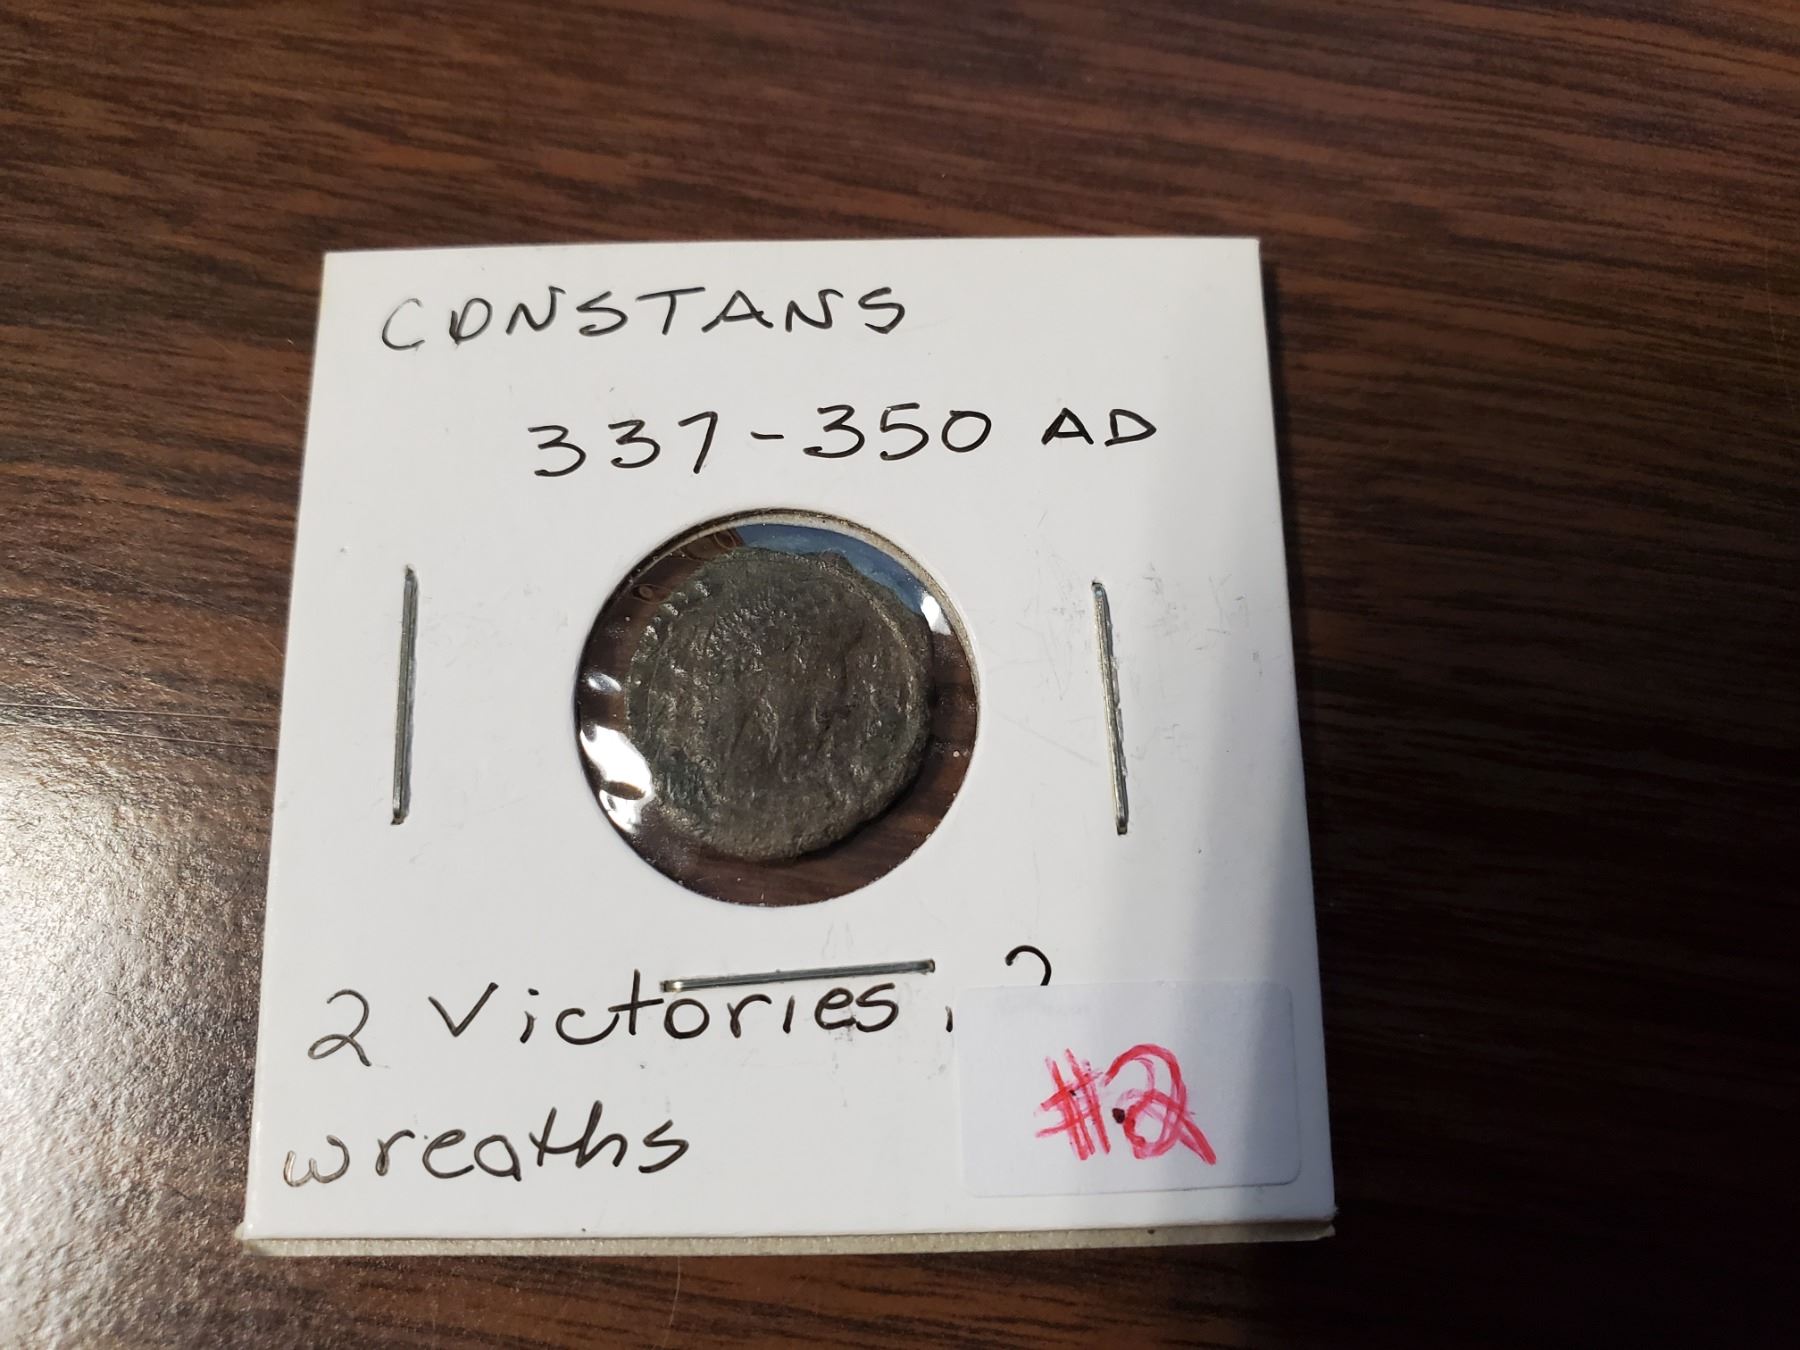 CONSTANS
337-350 AD
2 Victories, 2
wreaths
#2